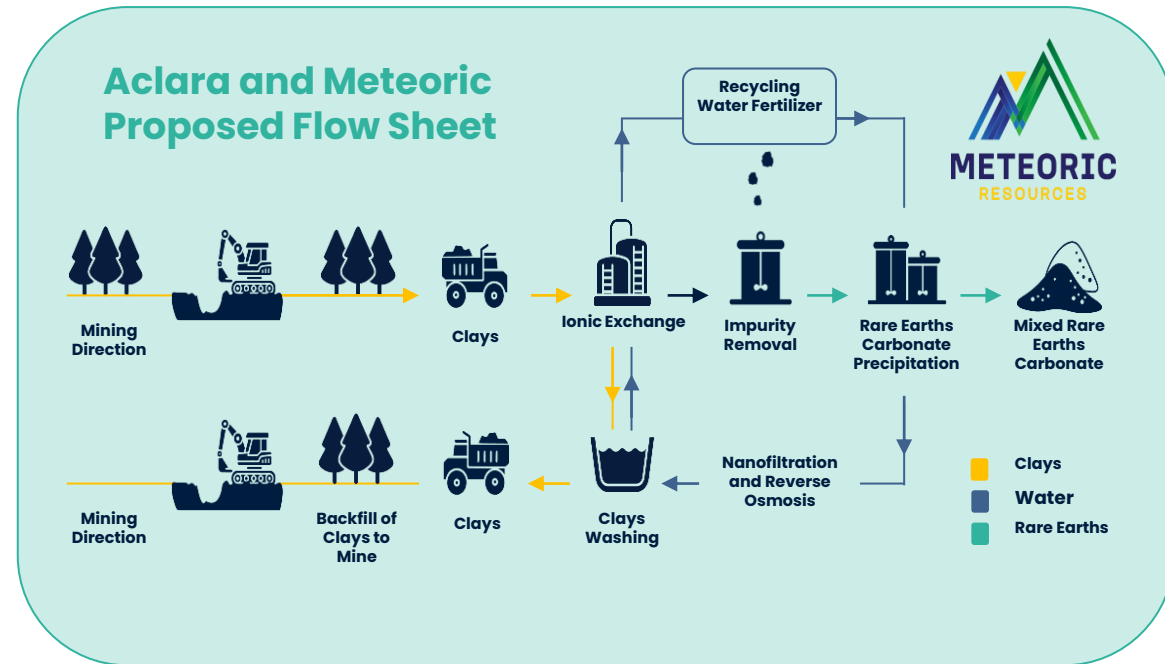 Aclara and Meteoric
Proposed Flow Sheet
Recycling
Water Fertilizer
METEORIC
RESOURCES
Mining
Direction
Clays
Ionic Exchange
Impurity
Removal
Rare Earths
Carbonate
Precipitation
Mixed Rare
Earths
Carbonate
Mining
Direction
Backfill of
Clays to
Mine
Clays
Clays
Washing
Nanofiltration
and Reverse
Osmosis
Clays
Water
Rare Earths